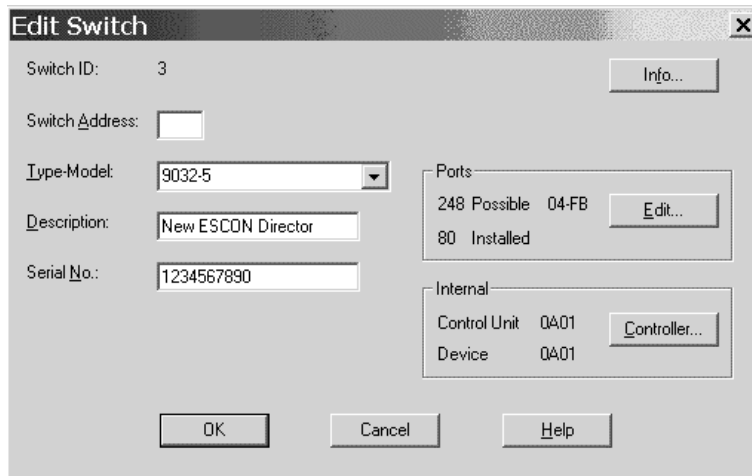 Edit Switch
Switch ID: 3
Info...
Switch Address:
Type-Model: 9032-5
Description: New ESCON Director
Serial No.: 1234567890
Ports
248 Possible 04-FB
Edit...
80 Installed
Internal
Control Unit 0A01
Controller...
Device 0A01
OK Cancel Help